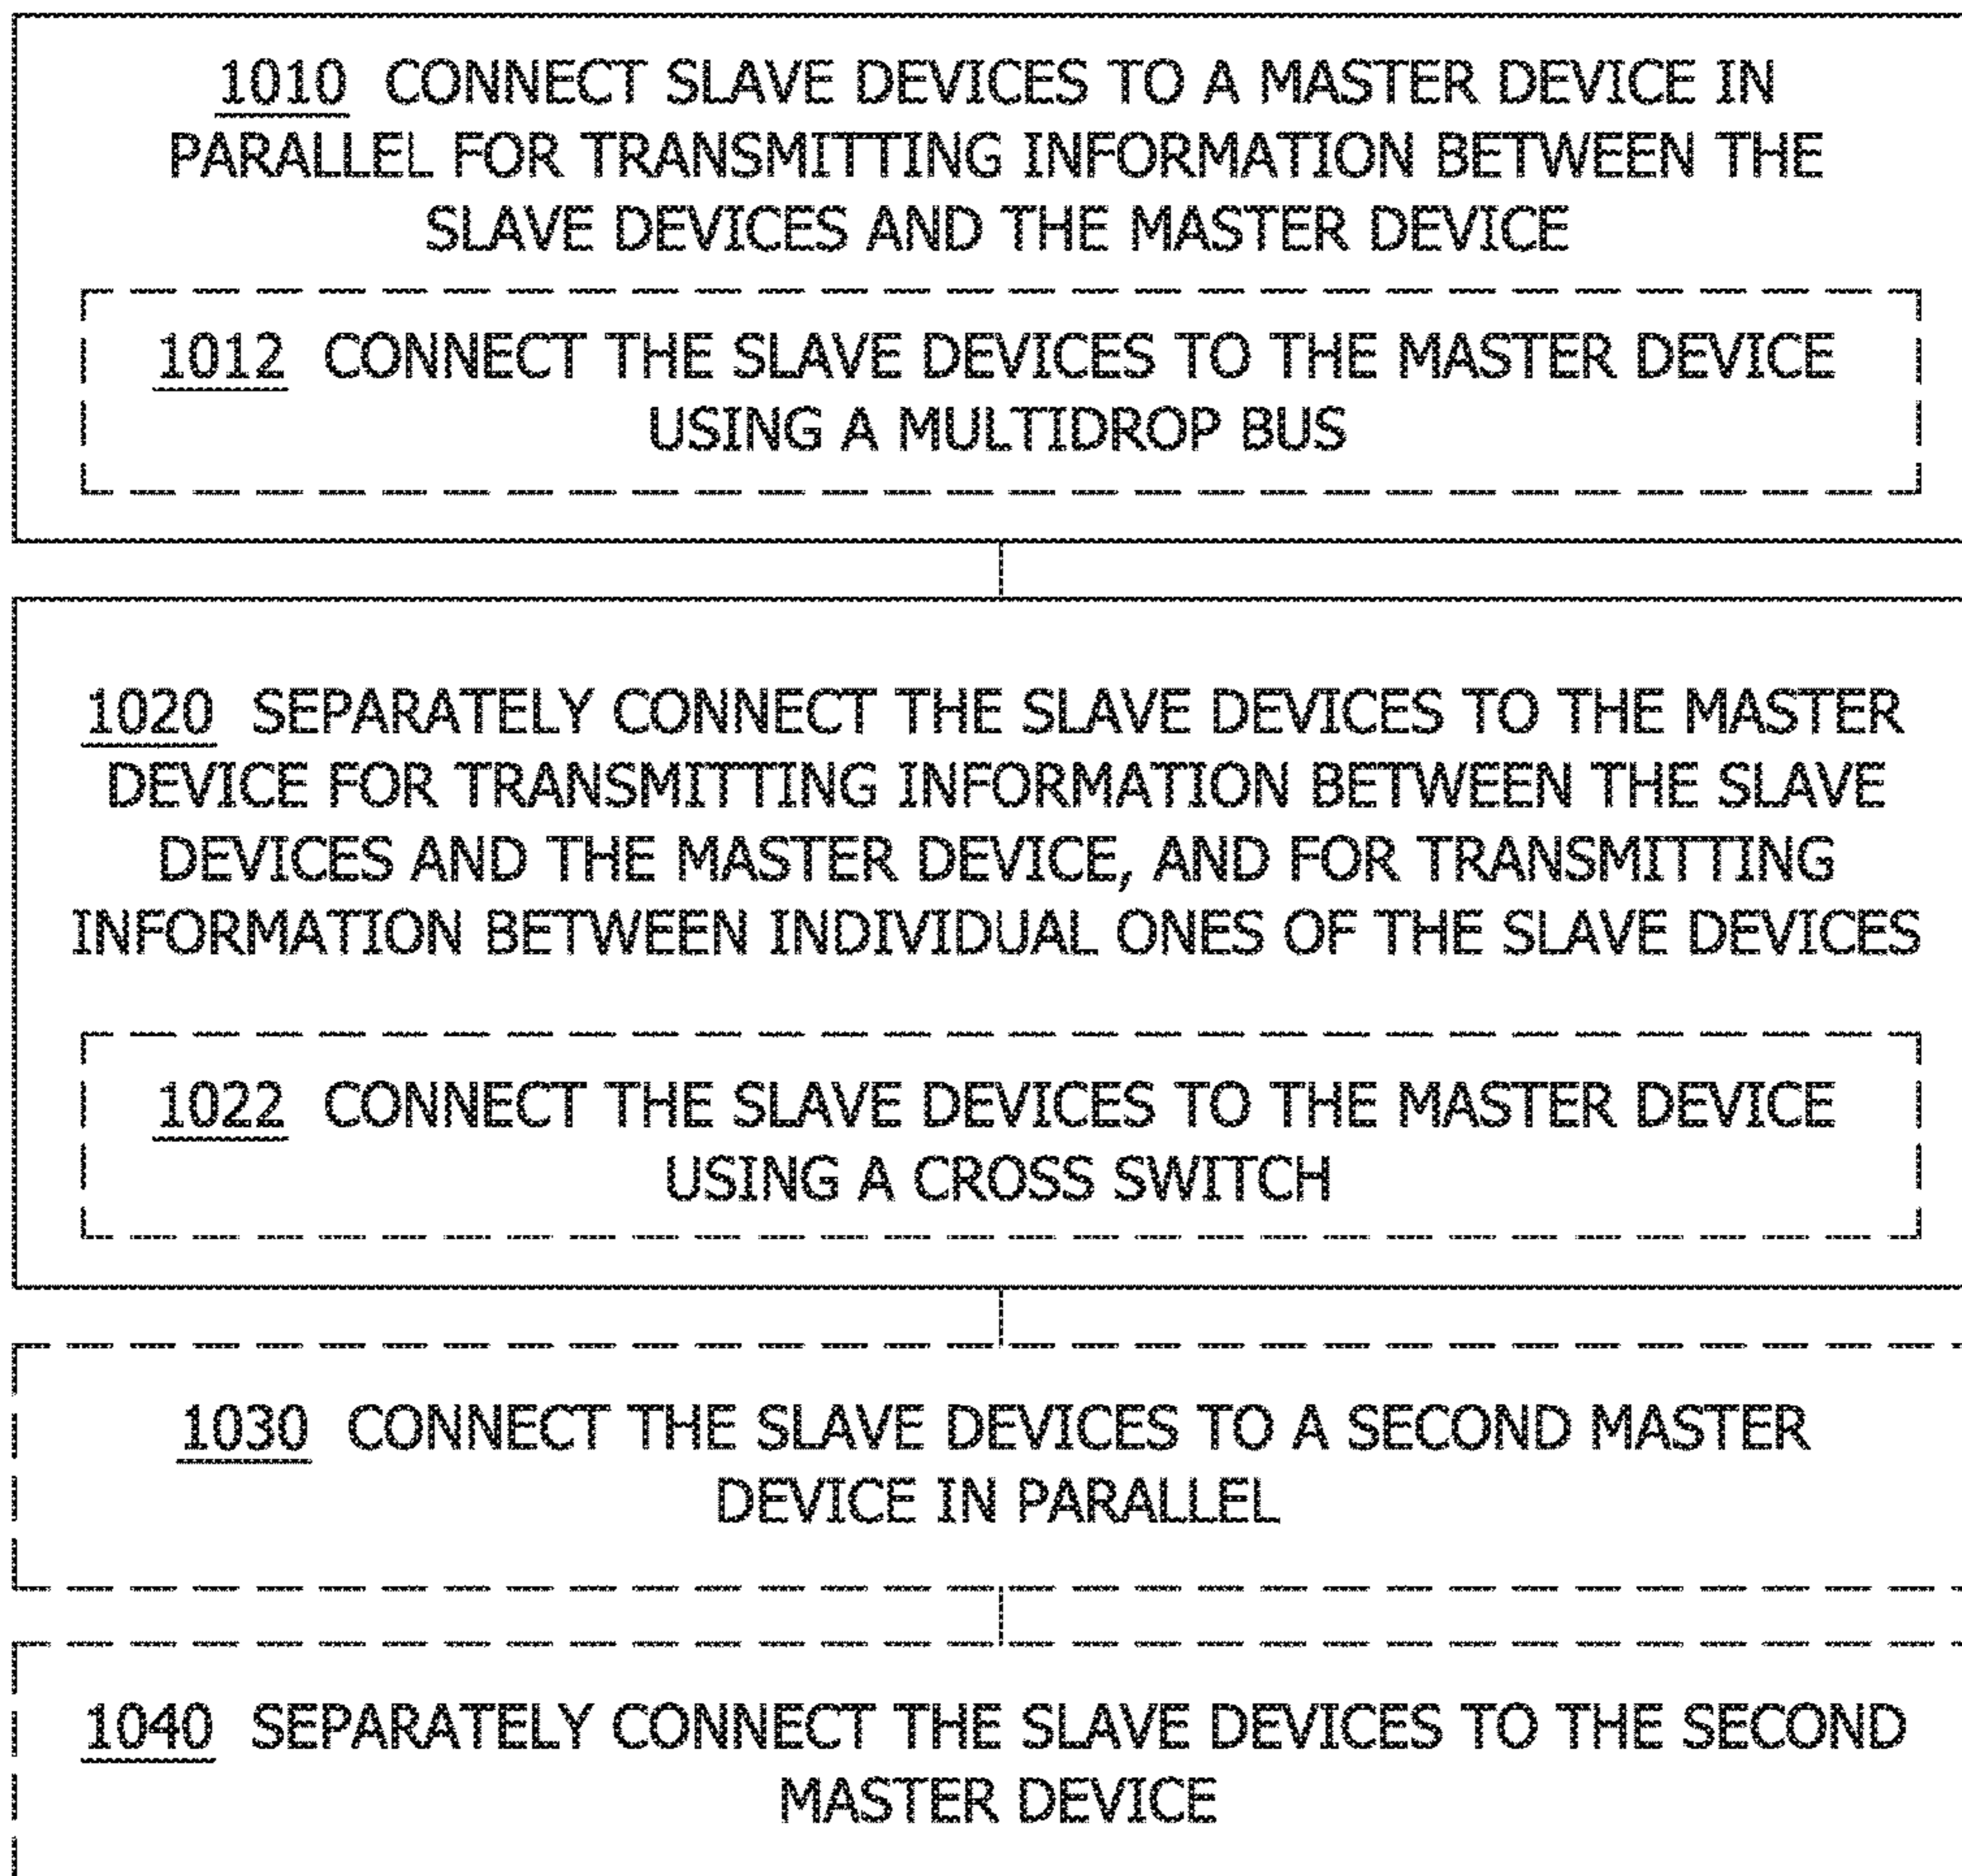 1010 CONNECT SLAVE DEVICES TO A MASTER DEVICE IN
PARALLEL FOR TRANSMITTING INFORMATION BETWEEN THE
SLAVE DEVICES AND THE MASTER DEVICE
1012 CONNECT THE SLAVE DEVICES TO THE MASTER DEVICE
USING A MULTIDROP BUS
1020 SEPARATELY CONNECT THE SLAVE DEVICES TO THE MASTER
DEVICE FOR TRANSMITTING INFORMATION BETWEEN THE SLAVE
DEVICES AND THE MASTER DEVICE, AND FOR TRANSMITTING
INFORMATION BETWEEN INDIVIDUAL ONES OF THE SLAVE DEVICES
1022 CONNECT THE SLAVE DEVICES TO THE MASTER DEVICE
USING A CROSS SWITCH
1030 CONNECT THE SLAVE DEVICES TO A SECOND MASTER
DEVICE IN PARALLEL
1040 SEPARATELY CONNECT THE SLAVE DEVICES TO THE SECOND
MASTER DEVICE